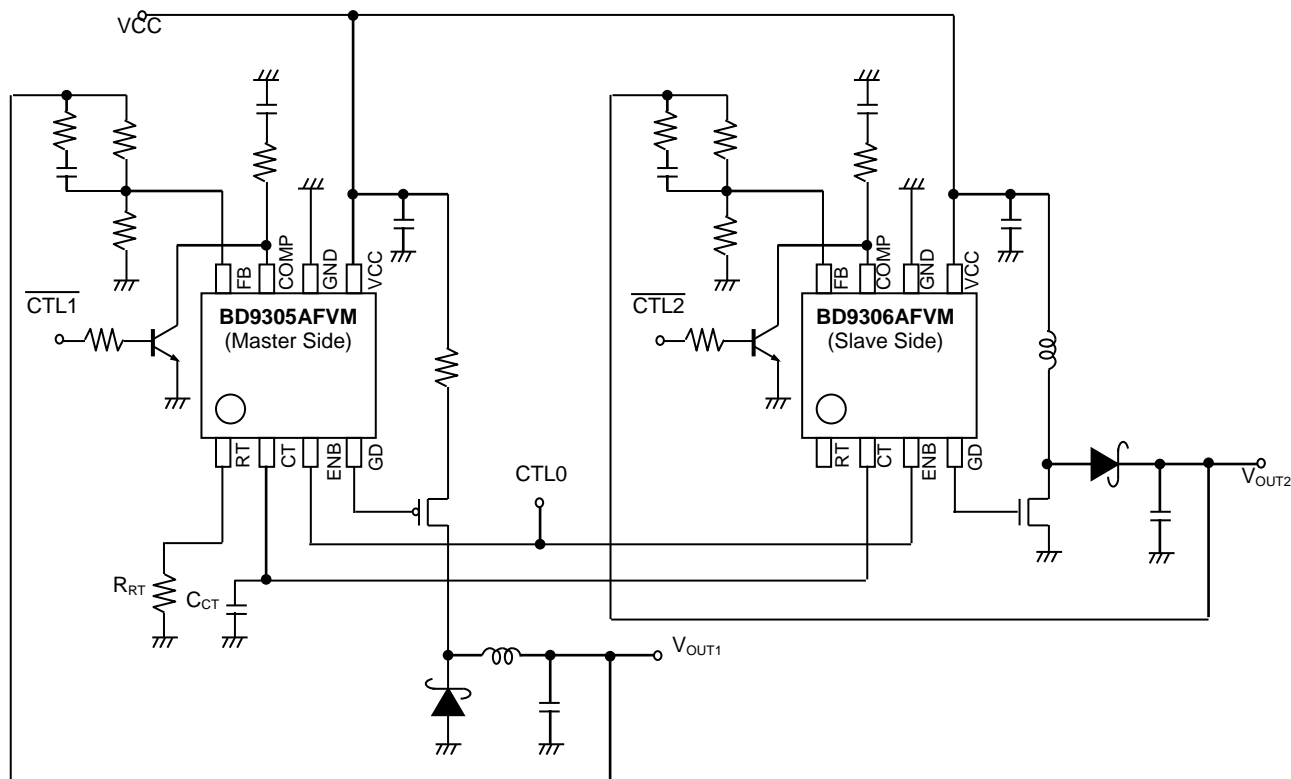 VCC
FB
COMP
GND
VCC
CTL1
BD9305AFVM
(Master Side)
RT
CT
ENB
GD
FB
COMP
GND
VCC
CTL2
BD9306AFVM
(Slave Side)
RT
CT
ENB
GD
CTL0
VOUT2
RRT
CCT
VOUT1